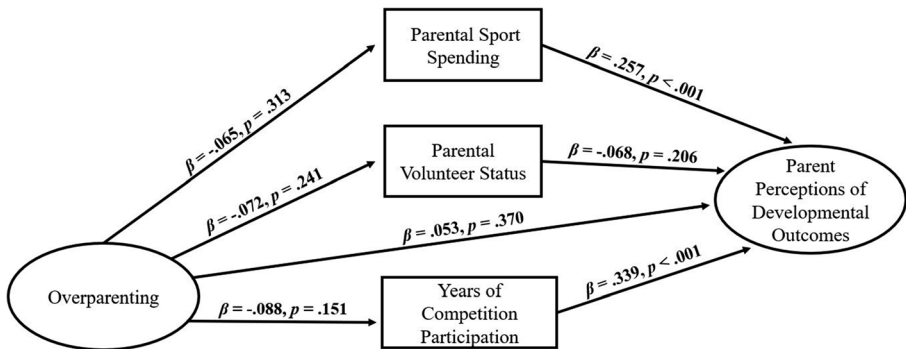 Parental Sport
Spending
β = .257, p < .001
β = -.065, p = .313
Parental
Volunteer Status
β = -.068, p = .206
β = -.072, p = .241
Parent
Perceptions of
Developmental
Outcomes
β = .053, p = .370
Overparenting
β = -.088, p = .151
Years of
Competition
Participation
β = .339, p < .001